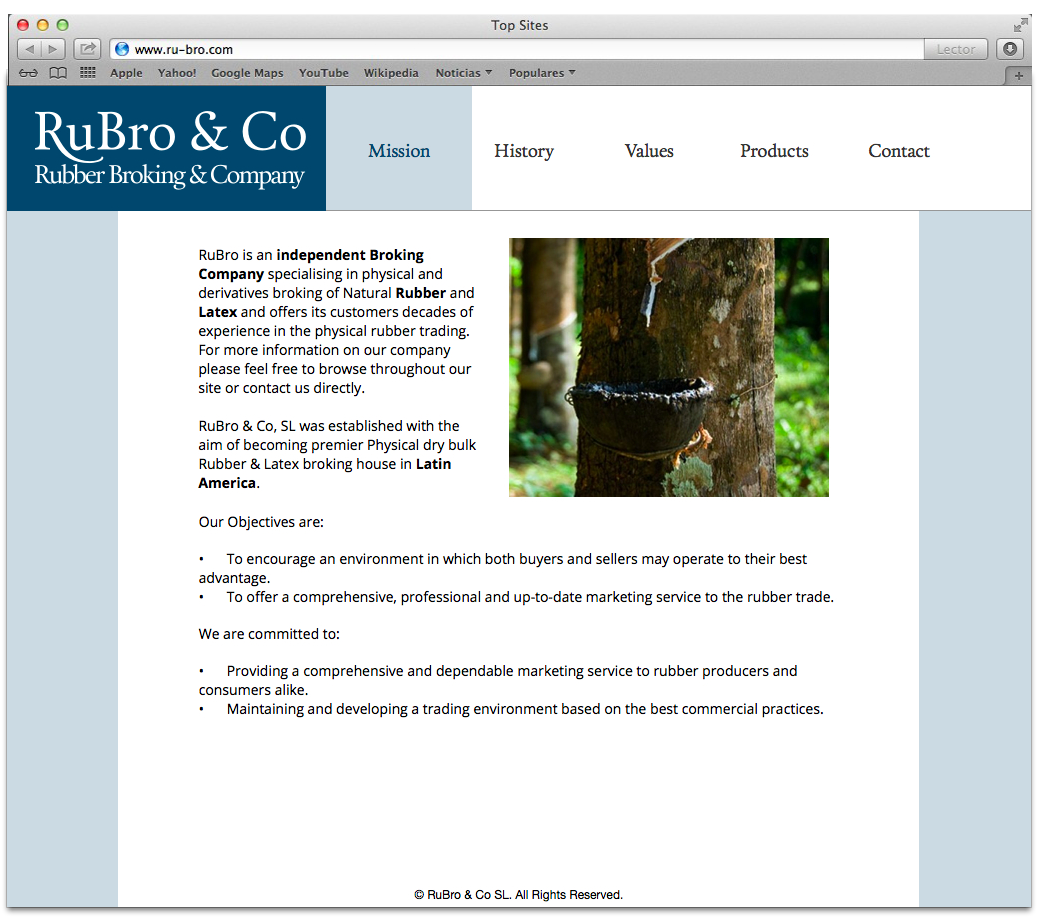 Top Sites
www.ru-bro.com
Lector
Apple Yahoo! Google Maps YouTube Wikipedia Noticias Populares
RuBro & Co
Rubber Broking & Company
Mission History Values Products Contact
RuBro is an independent Broking
Company specialising in physical and
derivatives broking of Natural Rubber and
Latex and offers its customers decades of
experience in the physical rubber trading.
For more information on our company
please feel free to browse throughout our
site or contact us directly.
RuBro & Co, SL was established with the
aim of becoming premier Physical dry bulk
Rubber & Latex broking house in Latin
America.
Our Objectives are:
• To encourage an environment in which both buyers and sellers may operate to their best
advantage.
• To offer a comprehensive, professional and up-to-date marketing service to the rubber trade.
We are committed to:
• Providing a comprehensive and dependable marketing service to rubber producers and
consumers alike.
• Maintaining and developing a trading environment based on the best commercial practices.
© RuBro & Co SL. All Rights Reserved.